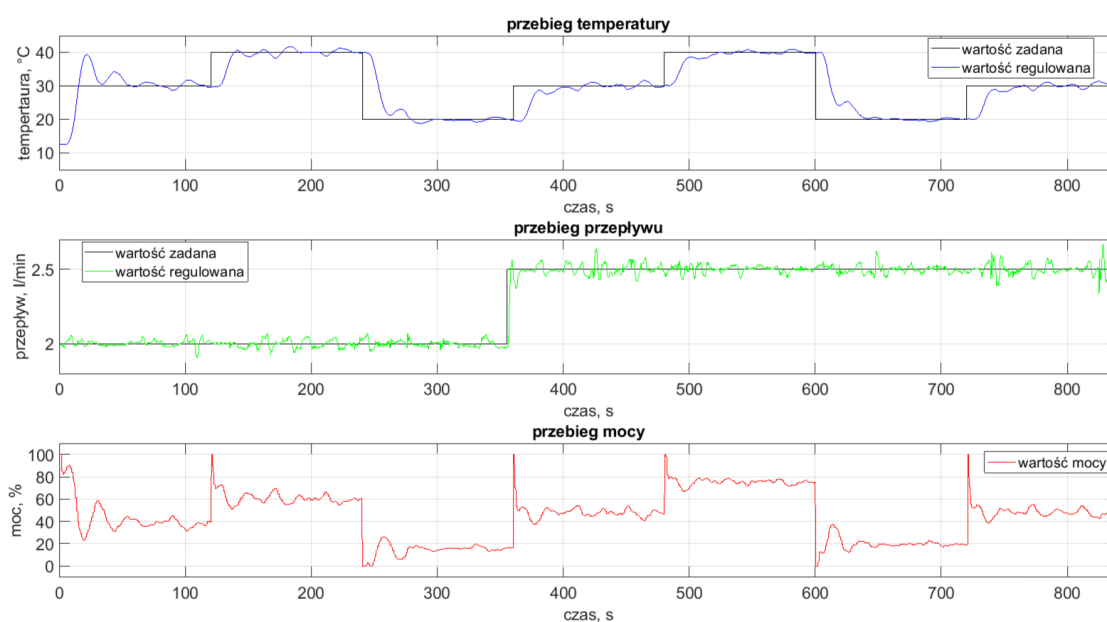 przebieg temperatury
tempertaura, °C
40
30
20
10
wartość zadana
wartość regulowana
0 100 200 300 400 500 600 700 800
czas, s
przebieg przepływu
przepływ, l/min
2.5
2
wartość zadana
wartość regulowana
0 100 200 300 400 500 600 700 800
czas, s
przebieg mocy
moc, %
100
80
60
40
20
0
wartość mocy
0 100 200 300 400 500 600 700 800
czas, s